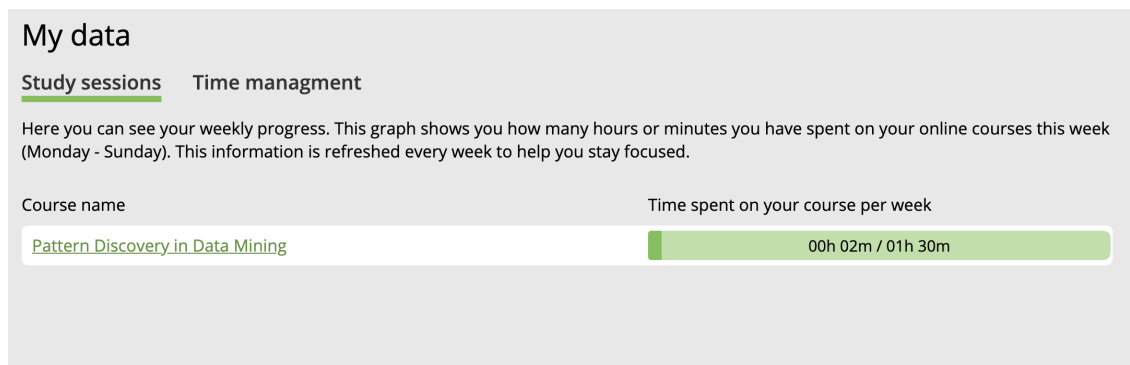 My data
Study sessions Time managment
Here you can see your weekly progress. This graph shows you how many hours or minutes you have spent on your online courses this week
(Monday - Sunday). This information is refreshed every week to help you stay focused.
Course name Time spent on your course per week
Pattern Discovery in Data Mining 00h 02m / 01h 30m